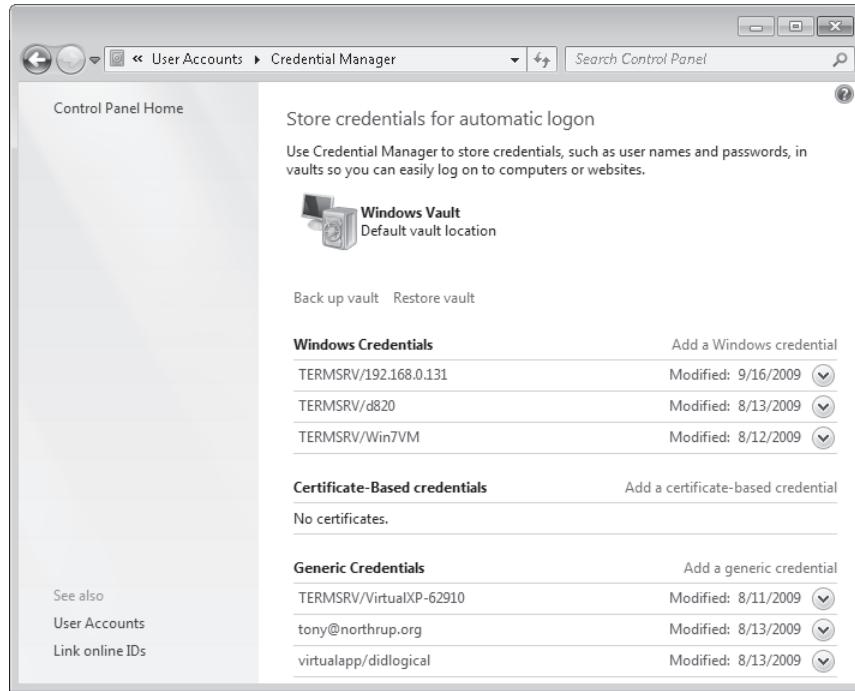 « User Accounts ▸ Credential Manager
Search Control Panel
Control Panel Home
Store credentials for automatic logon
Use Credential Manager to store credentials, such as user names and passwords, in
vaults so you can easily log on to computers or websites.
Windows Vault
Default vault location
Back up vault Restore vault
Windows Credentials Add a Windows credential
TERMSRV/192.168.0.131 Modified: 9/16/2009
TERMSRV/d820 Modified: 8/13/2009
TERMSRV/Win7VM Modified: 8/12/2009
Certificate-Based credentials Add a certificate-based credential
No certificates.
Generic Credentials Add a generic credential
TERMSRV/VirtualXP-62910 Modified: 8/11/2009
tony@northrup.org Modified: 8/13/2009
virtualapp/didlogical Modified: 8/13/2009
See also
User Accounts
Link online IDs